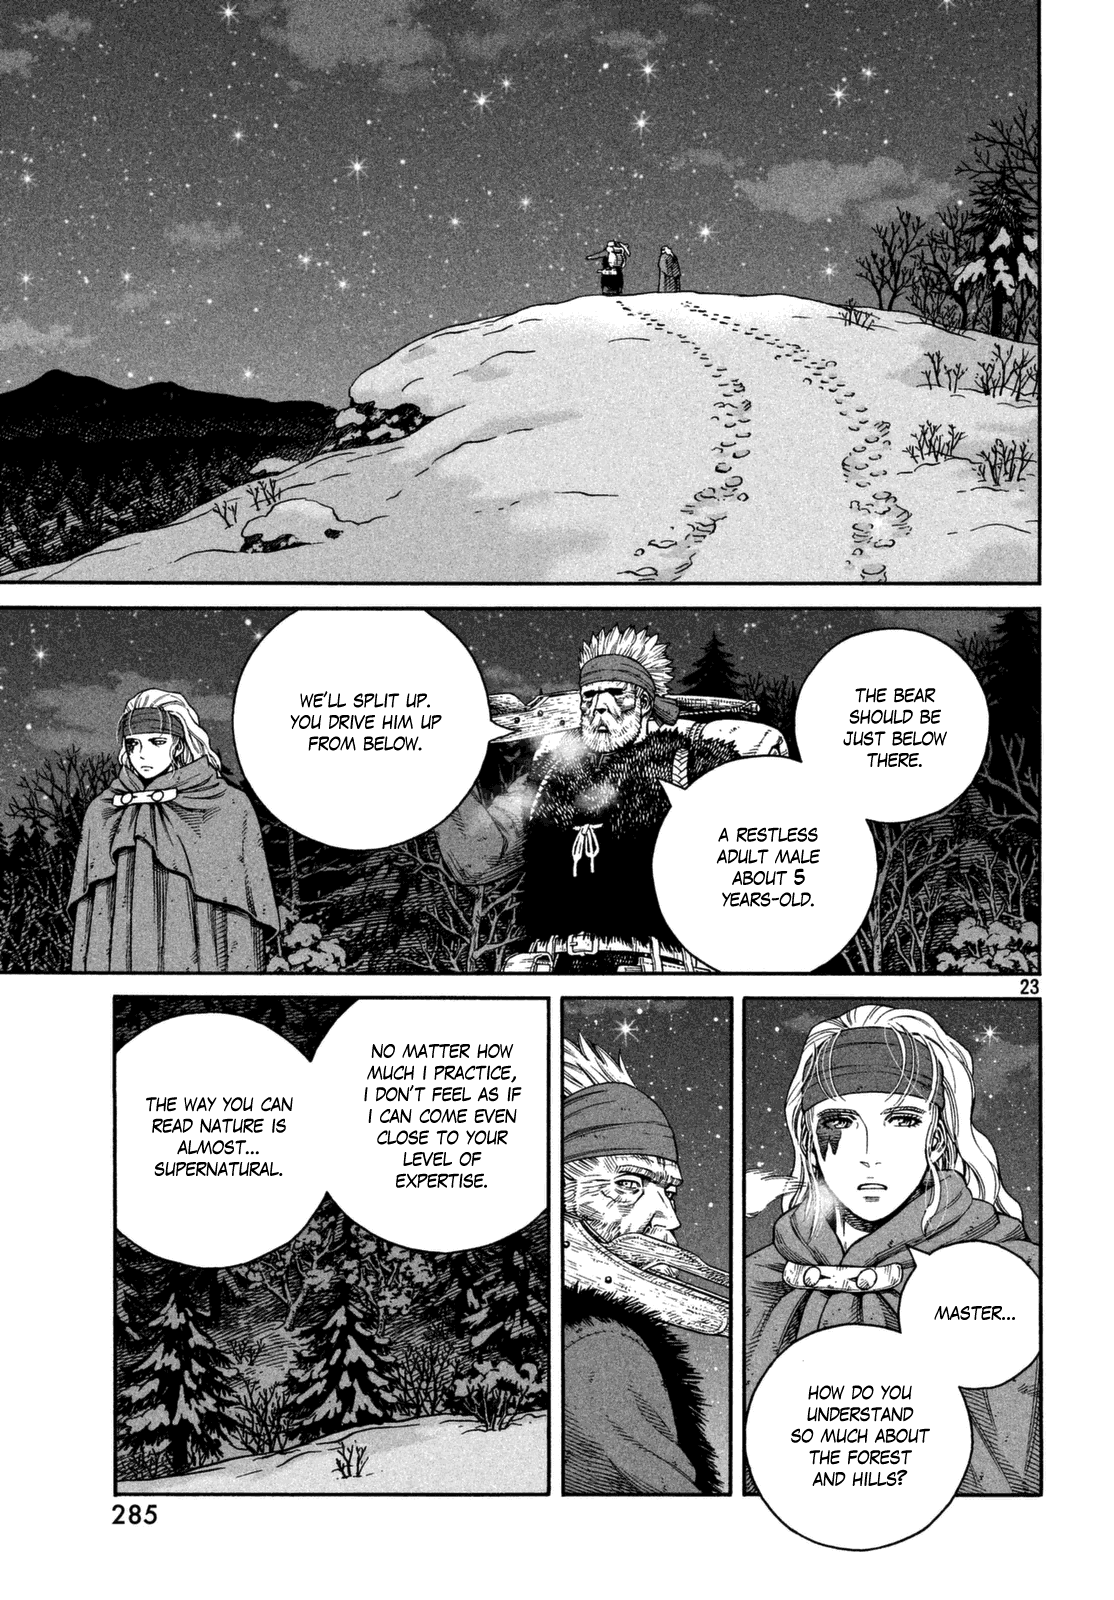 THE BEAR
SHOULD BE
JUST BELOW
THERE.
A RESTLESS
ADULT MALE
ABOUT 5
YEARS-OLD.
WE'LL SPLIT UP.
YOU DRIVE HIM UP
FROM BELOW.
23
MASTER...
HOW DO YOU
UNDERSTAND
SO MUCH ABOUT
THE FOREST
AND HILLS?
NO MATTER HOW
MUCH I PRACTICE,
I DON'T FEEL AS IF
I CAN COME EVEN
CLOSE TO YOUR
LEVEL OF
EXPERTISE.
THE WAY YOU CAN
READ NATURE IS
ALMOST...
SUPERNATURAL.
285